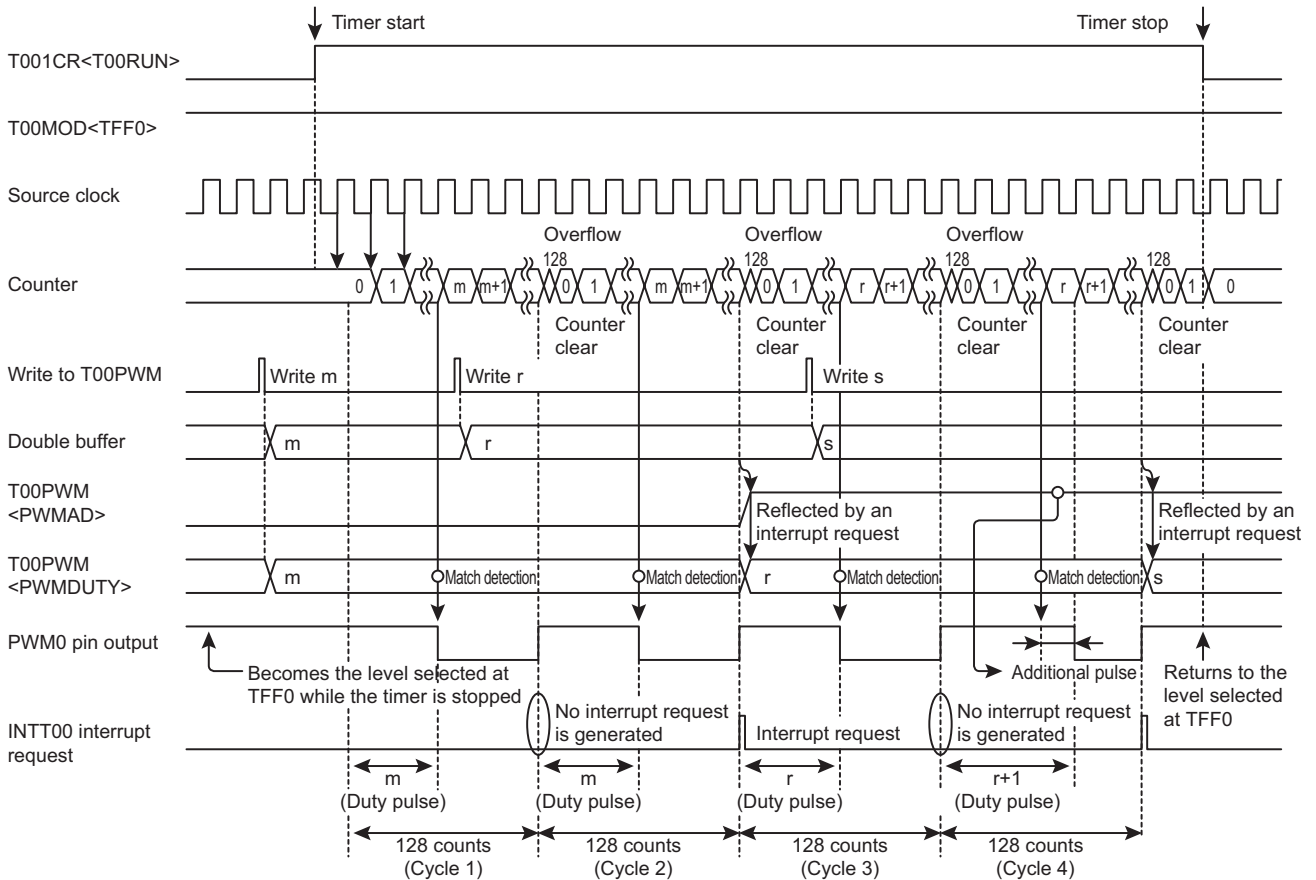 Timer start
Timer stop
T001CR<T00RUN>
T00MOD<TFF0>
Source clock
Overflow
Overflow
Overflow
128
128
128
128
Counter
0 1 m m+1 0 1 m m+1 0 1 r r+1 0 1 r r+1 0 1 0
Counter
clear
Counter
clear
Counter
clear
Counter
clear
Write to T00PWM
Write m
Write r
Write s
Double buffer
m
r
s
T00PWM
<PWMAD>
Reflected by an
interrupt request
Reflected by an
interrupt request
T00PWM
<PWMDUTY>
m
Match detection
Match detection
r
Match detection
Match detection
s
PWM0 pin output
Becomes the level selected at
TFF0 while the timer is stopped
Additional pulse
Returns to the
level selected
at TFF0
INTT00 interrupt
request
No interrupt request
is generated
Interrupt request
No interrupt request
is generated
m
(Duty pulse)
m
(Duty pulse)
r
(Duty pulse)
r+1
(Duty pulse)
128 counts
(Cycle 1)
128 counts
(Cycle 2)
128 counts
(Cycle 3)
128 counts
(Cycle 4)